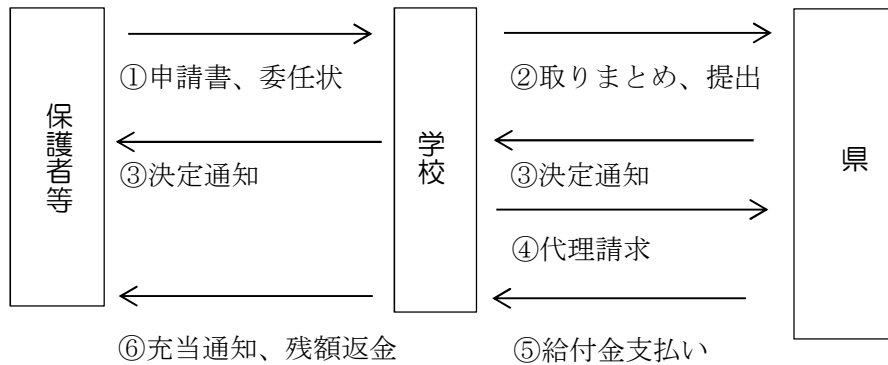 ①申請書、委任状
②取りまとめ、提出
保護者等
学校
県
③決定通知
③決定通知
④代理請求
⑥充当通知、残額返金
⑤給付金支払い